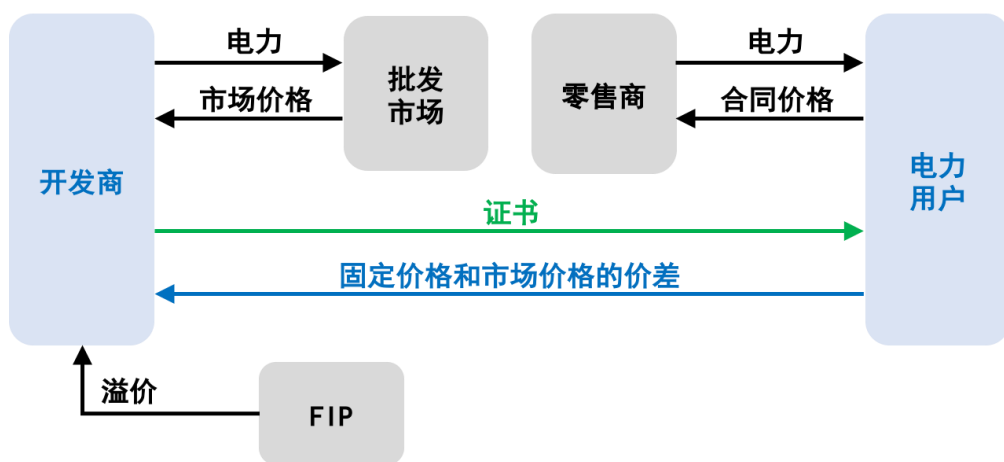 电力
市场价格
批发
市场
零售商
电力
合同价格
开发商
电力
用户
证书
固定价格和市场价格的价差
溢价
FIP